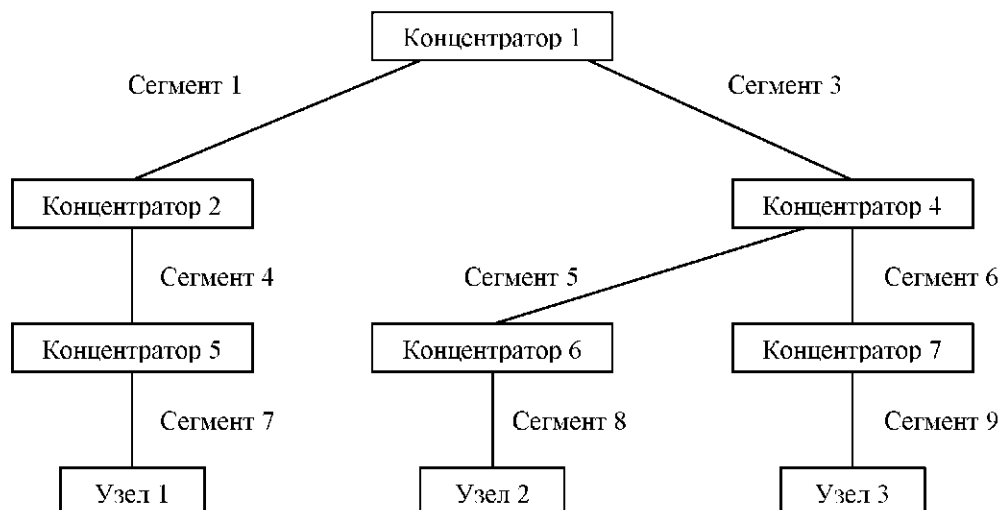 Концентратор 1
Сегмент 1
Сегмент 3
Концентратор 2
Концентратор 4
Сегмент 4
Сегмент 5
Сегмент 6
Концентратор 5
Концентратор 6
Концентратор 7
Сегмент 7
Сегмент 8
Сегмент 9
Узел 1
Узел 2
Узел 3